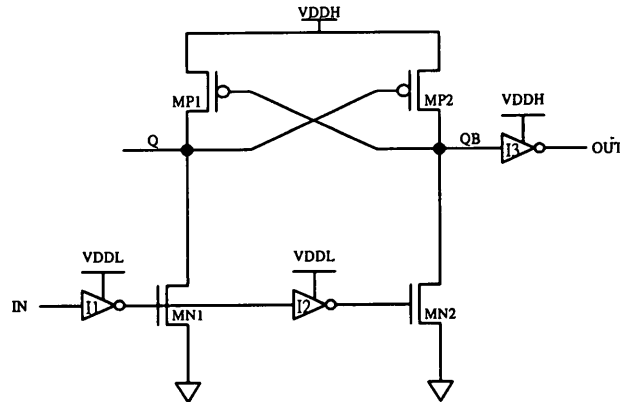 VDDH
MP1
MP2
VDDH
Q
QB
I3
OUT
VDDL
VDDL
IN
I1
MN1
I2
MN2